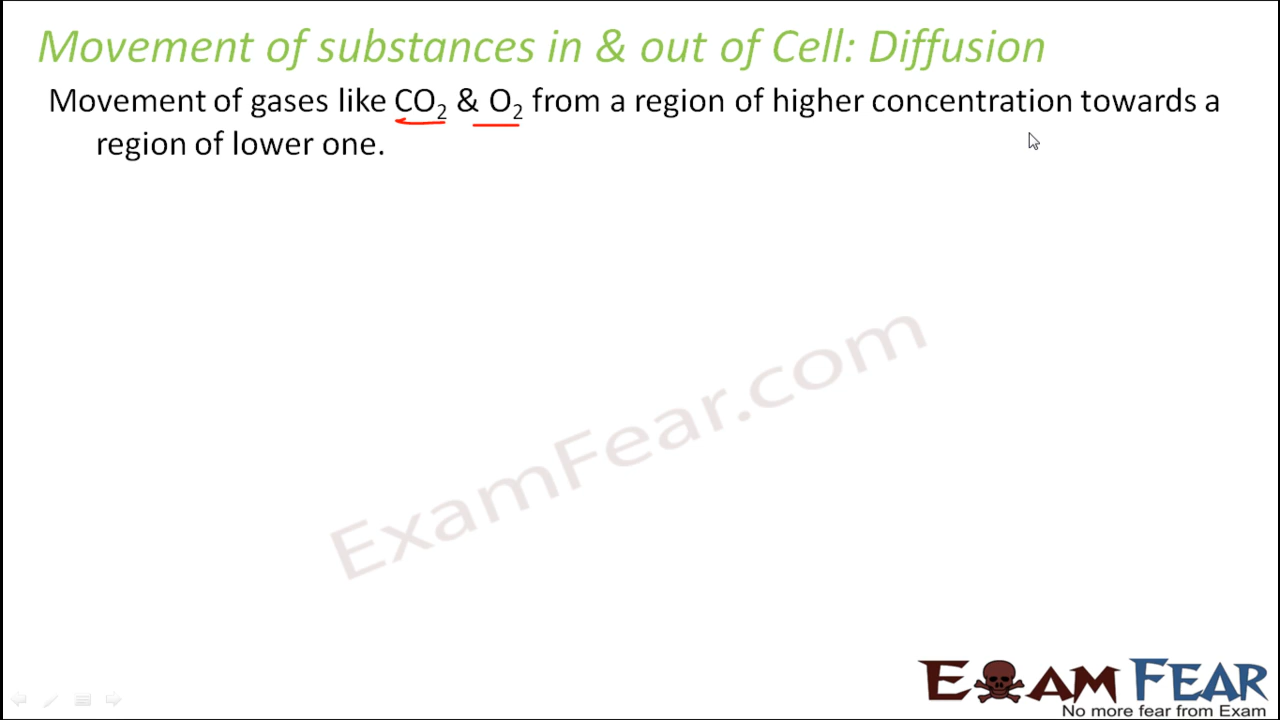 Movement of substances in & out of Cell: Diffusion
Movement of gases like CO₂ & O₂ from a region of higher concentration towards a
region of lower one.
ExamFear.com
EXAM FEAR
No more fear from Exam